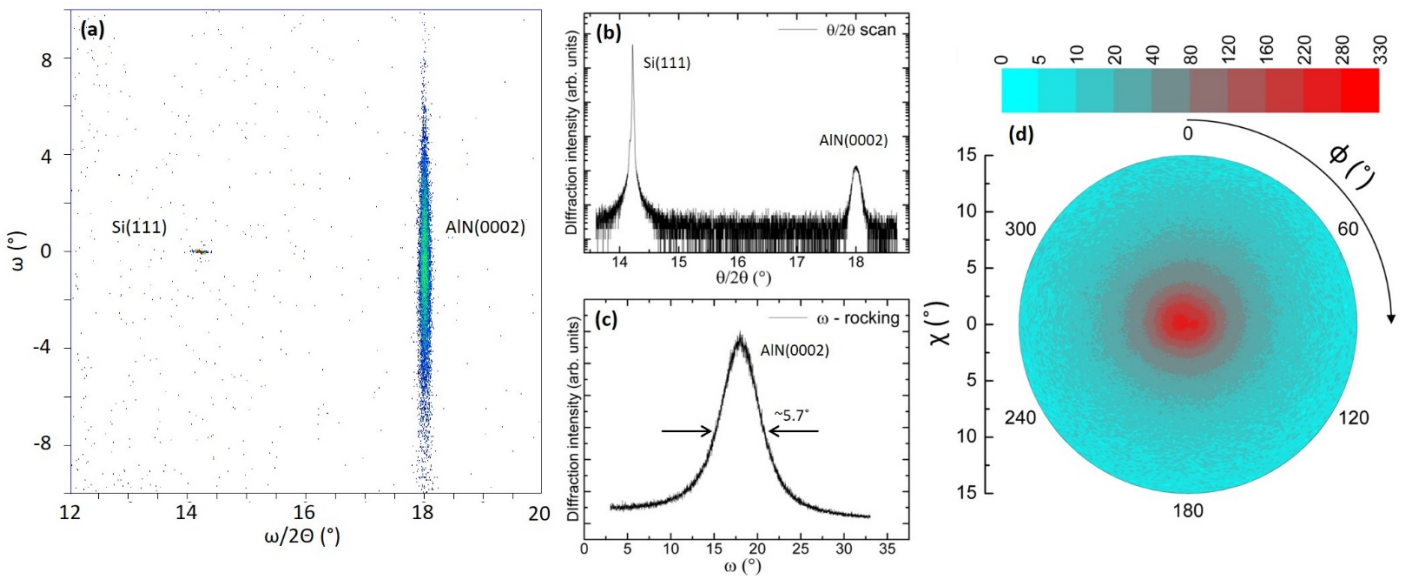 (a)
8
4
0
-4
-8
ω (°)
Si(111)
AlN(0002)
12
14
16
18
20
ω/2Θ (°)
(b)
θ/2θ scan
Si(111)
AlN(0002)
DIffraction intensity (arb. units)
14
15
16
17
18
θ/2θ (°)
(c)
ω - rocking
AlN(0002)
~5.7°
DIffraction intensity (arb. units)
0
5
10
15
20
25
30
35
ω (°)
0
5
10
20
40
80
120
160
220
280
330
(d)
0
ϕ (°)
60
120
180
240
300
χ (°)
15
10
5
0
5
10
15